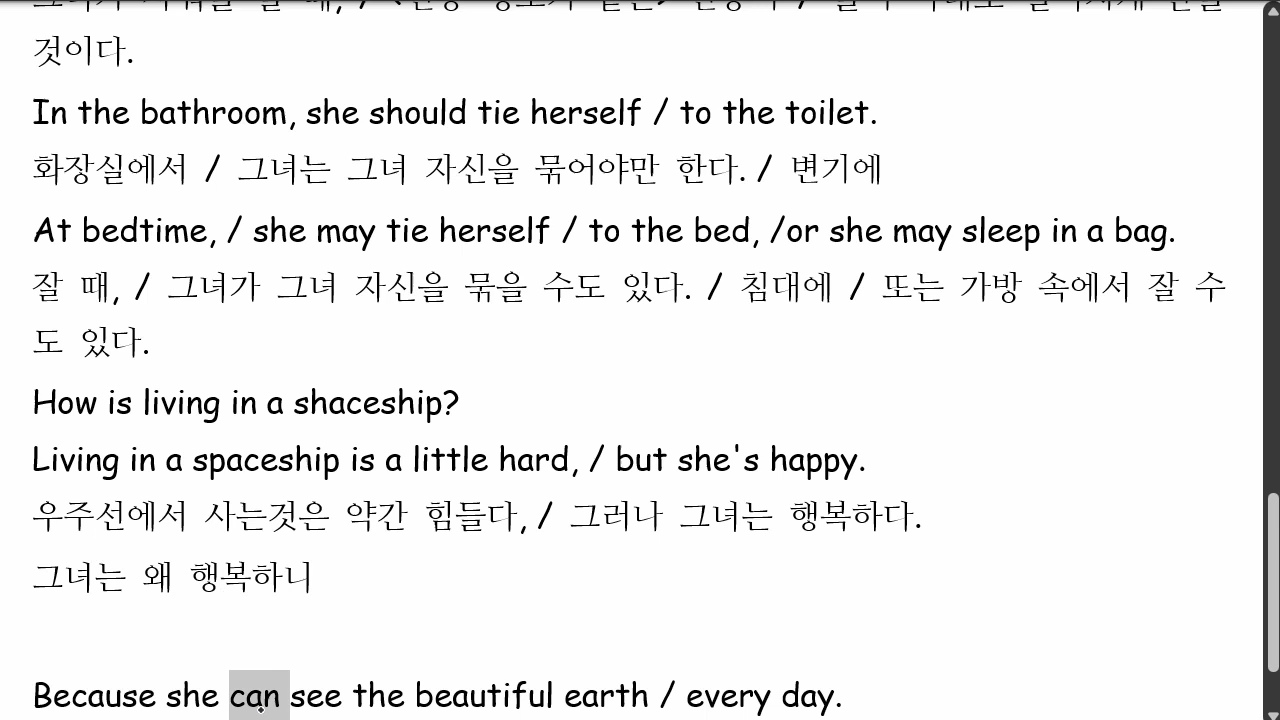 것이다.
In the bathroom, she should tie herself / to the toilet.
화장실에서 / 그녀는 그녀 자신을 묶어야만 한다. / 변기에
At bedtime, / she may tie herself / to the bed, /or she may sleep in a bag.
잘 때, / 그녀가 그녀 자신을 묶을 수도 있다. / 침대에 / 또는 가방 속에서 잘 수
도 있다.
How is living in a shaceship?
Living in a spaceship is a little hard, / but she's happy.
우주선에서 사는것은 약간 힘들다, / 그러나 그녀는 행복하다.
그녀는 왜 행복하니
Because she can see the beautiful earth / every day.